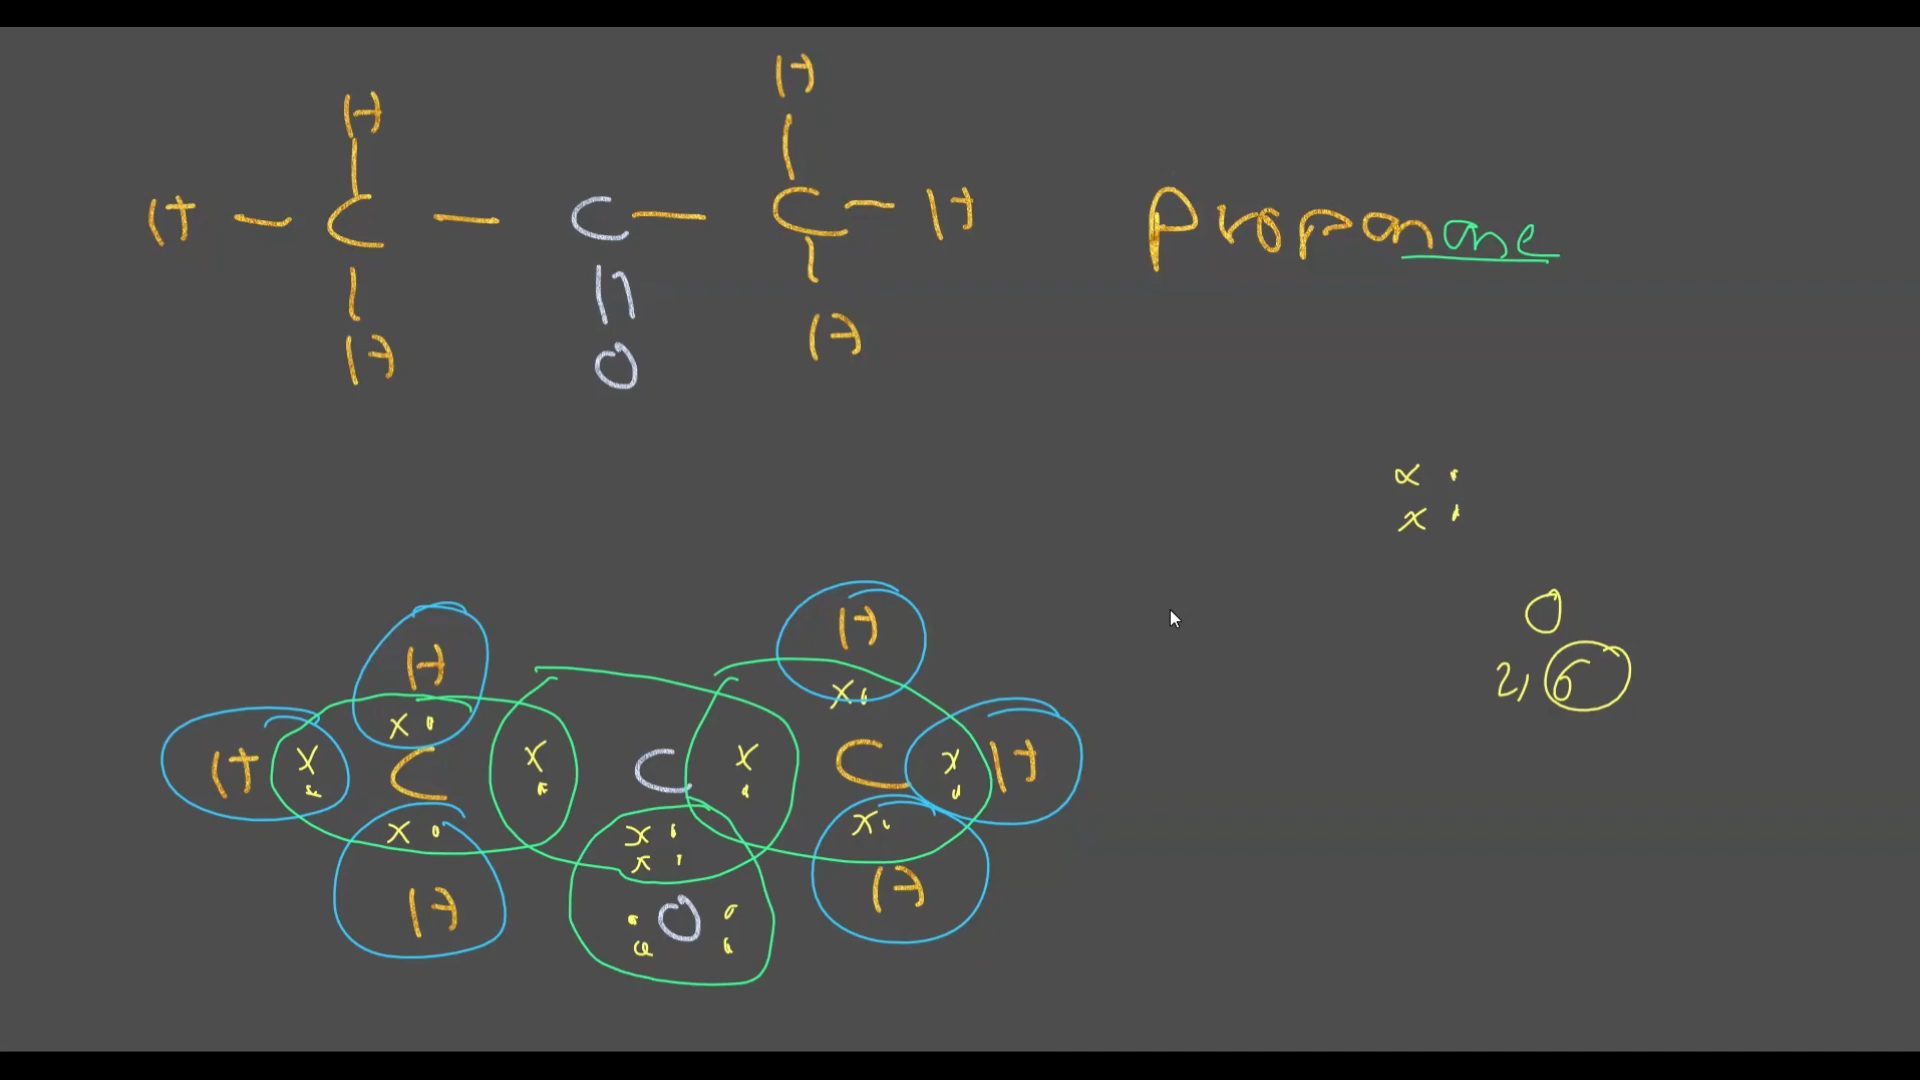 H
H
H - C - C - C - H
Propanone
H
O
H
x .
x .
H
O
H
x .
2, 6
x o
H x . C x . C x . C x . H
x o
x .
x .
x .
H
O
H